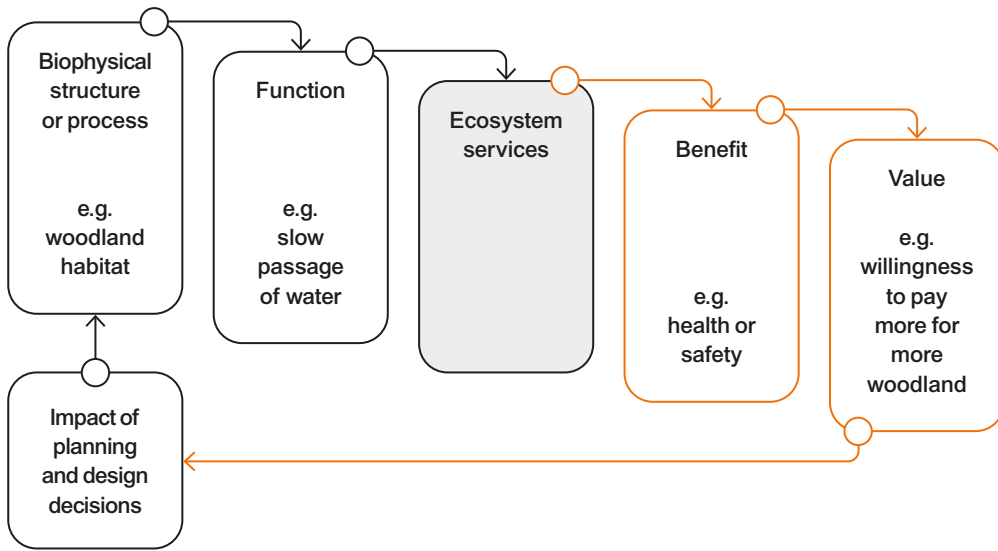 Biophysical
structure
or process
e.g.
woodland
habitat
Function
e.g.
slow
passage
of water
Ecosystem
services
Benefit
e.g.
health or
safety
Value
e.g.
willingness
to pay
more for
more
woodland
Impact of
planning
and design
decisions